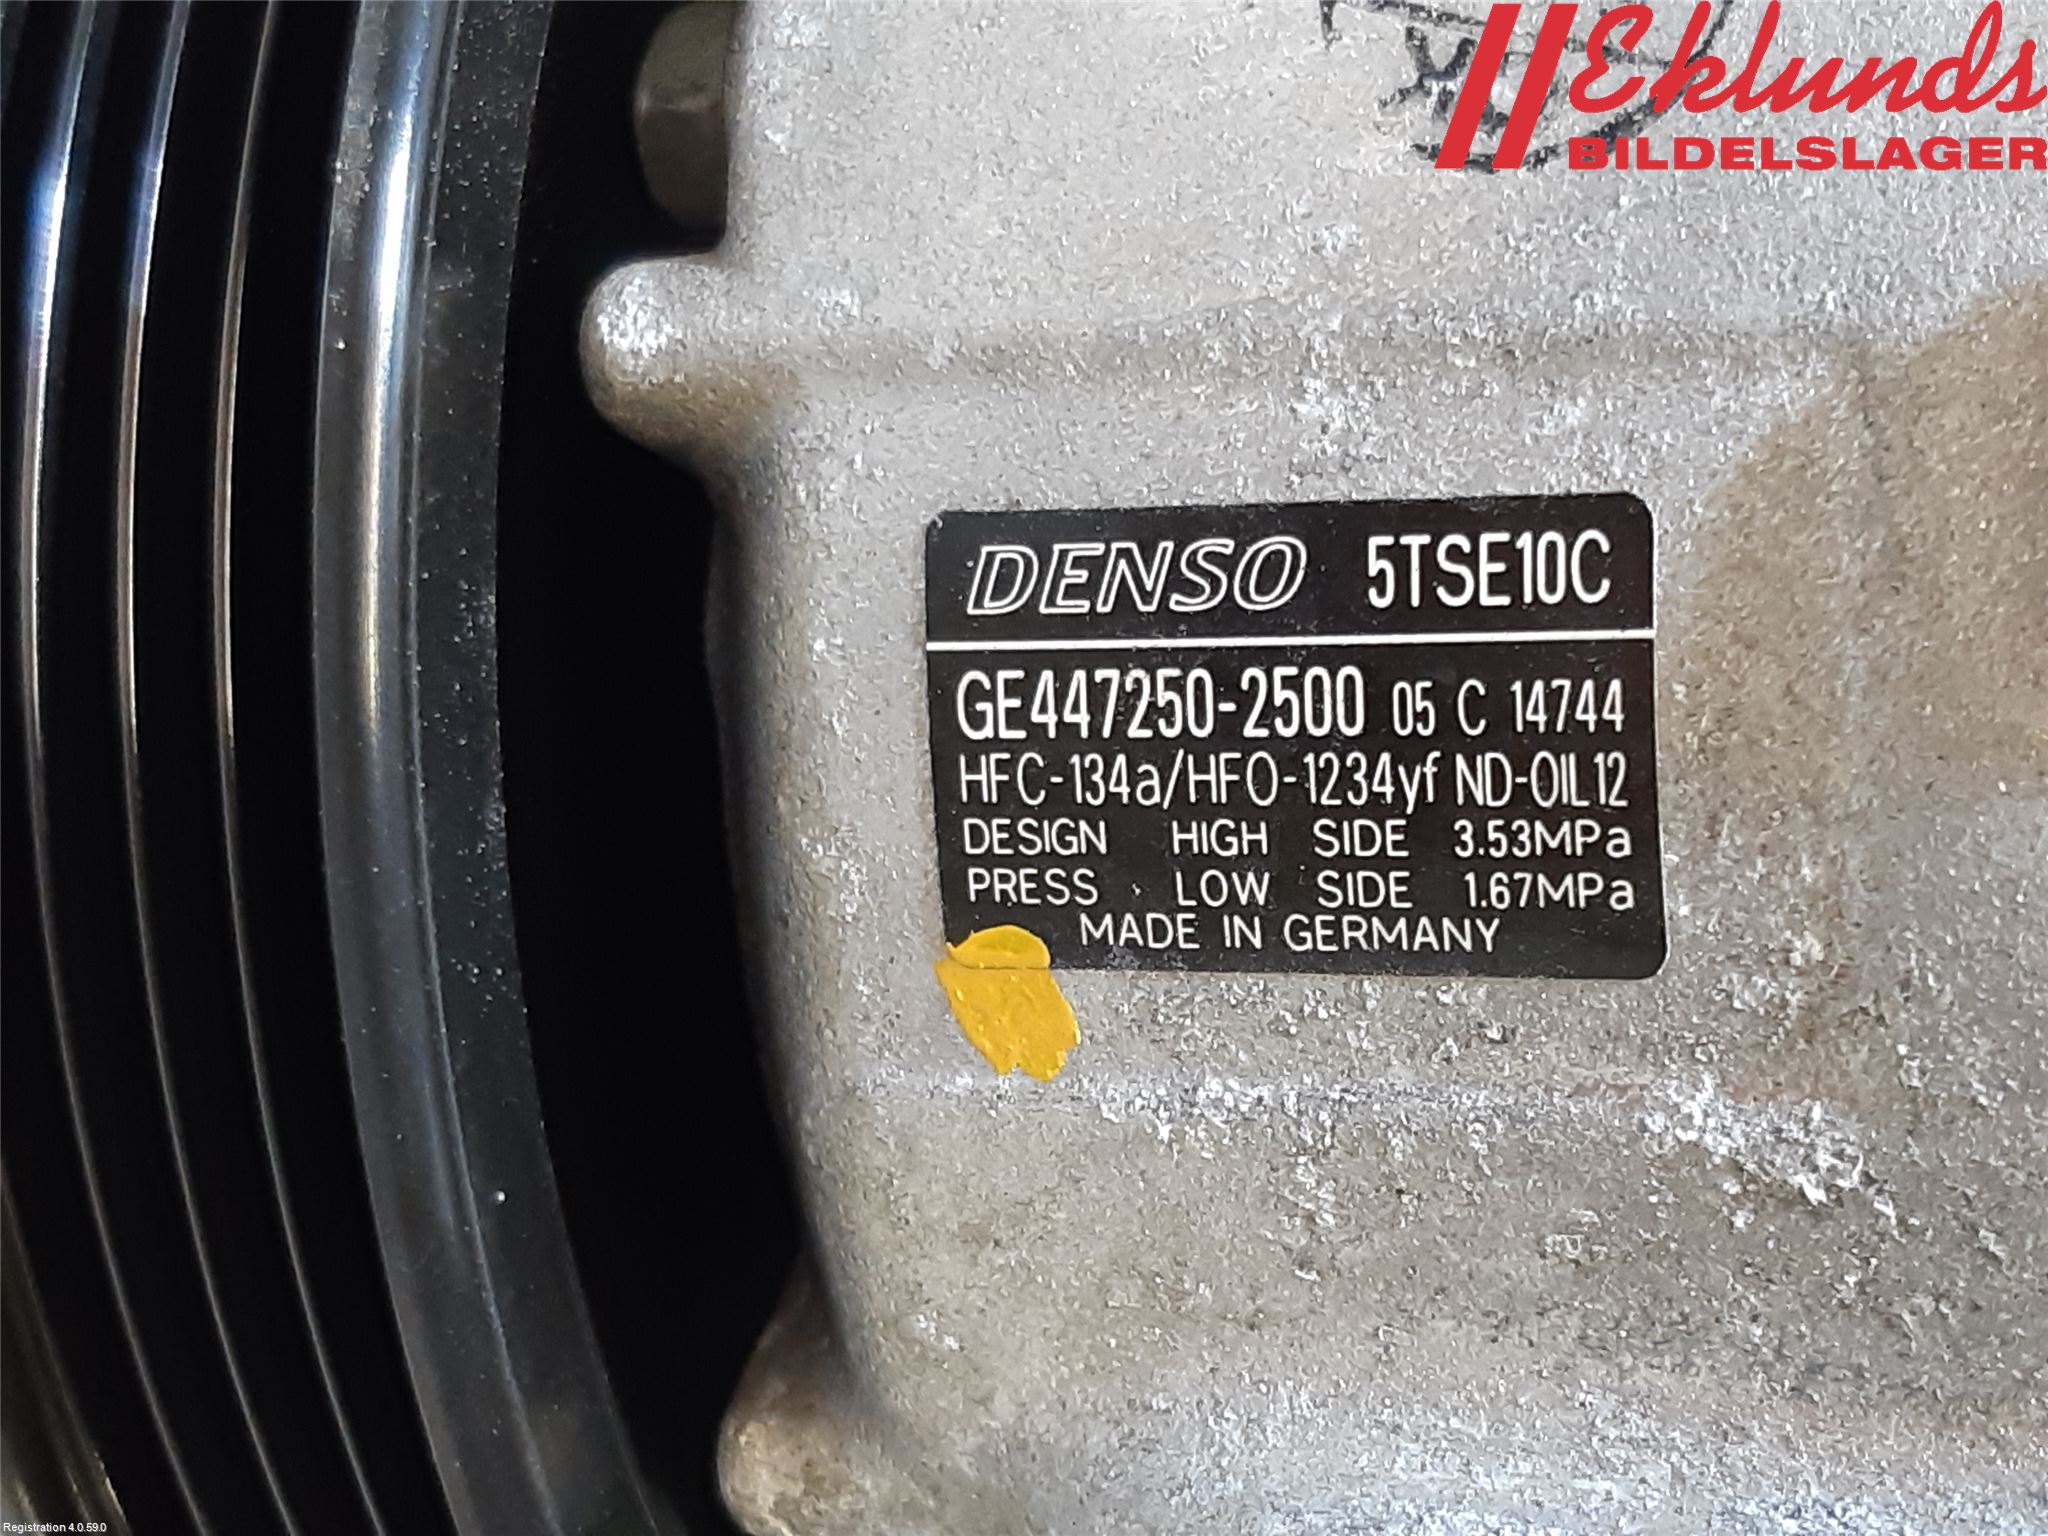 Eklunds
BILDELSLAGER
DENSO 5TSE10C
GE447250-2500 05 C 14744
HFC-134a/HFO-1234yf ND-OIL12
DESIGN HIGH SIDE 3.53MPa
PRESS LOW SIDE 1.67MPa
MADE IN GERMANY
Registration 4.0.59.0